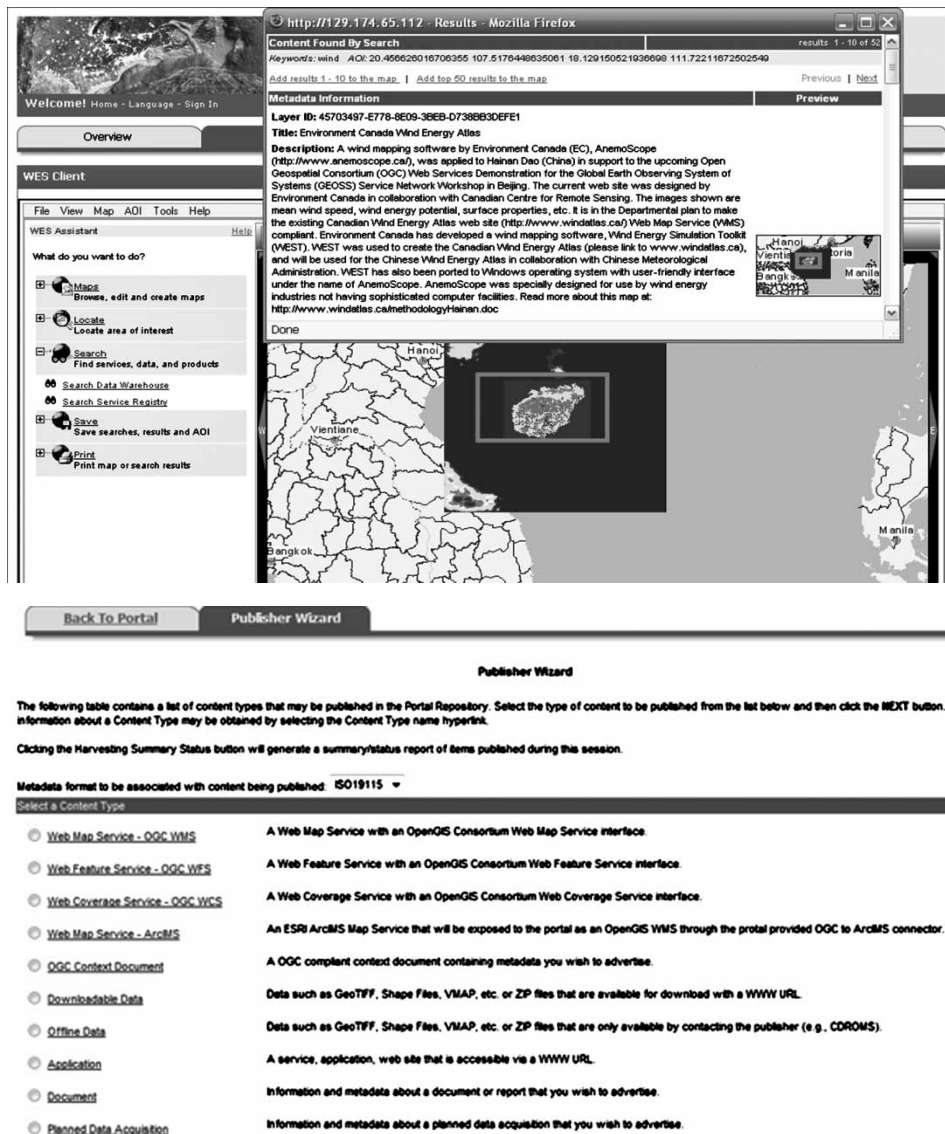 http://129.174.65.112 - Results - Mozilla Firefox
Content Found By Search
results 1 - 10 of 52
Keywords: wind AOI: 20.456626016706355 107.5176448635061 18.129150521936698 111.72211672502549
Add results 1 - 10 to the map | Add top 50 results to the map
Previous | Next
Metadata Information
Preview
Layer ID: 45703497-E778-8E09-3BEB-D738BB3DEFE1
Title: Environment Canada Wind Energy Atlas
Description: A wind mapping software by Environment Canada (EC), AnemoScope
(http://www.anemoscope.ca/), was applied to Hainan Dao (China) in support to the upcoming Open
Geospatial Consortium (OGC) Web Services Demonstration for the Global Earth Observing System of
Systems (GEOSS) Service Network Workshop in Beijing. The current web site was designed by
Environment Canada in collaboration with Canadian Centre for Remote Sensing. The images shown are
mean wind speed, wind energy potential, surface properties, etc. It is in the Departmental plan to make
the existing Canadian Wind Energy Atlas web site (http://www.windatlas.ca/) Web Map Service (WMS)
compliant. Environment Canada has developed a wind mapping software, Wind Energy Simulation Toolkit
(WEST). WEST was used to create the Canadian Wind Energy Atlas (please link to www.windatlas.ca),
and will be used for the Chinese Wind Energy Atlas in collaboration with Chinese Meteorological
Administration. WEST has also been ported to Windows operating system with user-friendly interface
under the name of AnemoScope. AnemoScope was specially designed for use by wind energy
industries not having sophisticated computer facilities. Read more about this map at:
http://www.windatlas.ca/methodologyHainan.doc
Hanoi
Vientia
toria
Bangk
Manila
Done
Welcome! Home - Language - Sign In
Overview
WES Client
File View Map AOI Tools Help
WES Assistant
Help
What do you want to do?
Maps
Browse, edit and create maps
Locate
Locate area of interest
Search
Find services, data, and products
Search Data Warehouse
Search Service Registry
Save
Save searches, results and AOI
Print
Print map or search results
Hanoi
Vientiane
Bangkok
Manila
W
E
Back To Portal
Publisher Wizard
Publisher Wizard
The following table contains a list of content types that may be published in the Portal Repository. Select the type of content to be published from the list below and then click the NEXT button.
information about a Content Type may be obtained by selecting the Content Type name hyperlink.
Clicking the Harvesting Summary Status button will generate a summary/status report of items published during this session.
Metadata format to be associated with content being published: ISO19115
Select a Content Type
Web Map Service - OGC WMS
A Web Map Service with an OpenGIS Consortium Web Map Service interface.
Web Feature Service - OGC WFS
A Web Feature Service with an OpenGIS Consortium Web Feature Service interface.
Web Coverage Service - OGC WCS
A Web Coverage Service with an OpenGIS Consortium Web Coverage Service interface.
Web Map Service - ArcIMS
An ESRI ArcIMS Map Service that will be exposed to the portal as an OpenGIS WMS through the protal provided OGC to ArcIMS connector.
OGC Context Document
A OGC compliant context document containing metadata you wish to advertise.
Downloadable Data
Data such as GeoTIFF, Shape Files, VMAP, etc. or ZIP files that are available for download with a WWW URL.
Offline Data
Data such as GeoTIFF, Shape Files, VMAP, etc. or ZIP files that are only available by contacting the publisher (e.g., CDROMS).
Application
A service, application, web site that is accessible via a WWW URL.
Document
Information and metadata about a document or report that you wish to advertise.
Planned Data Acquisition
Information and metadata about a planned data acquisition that you wish to advertise.